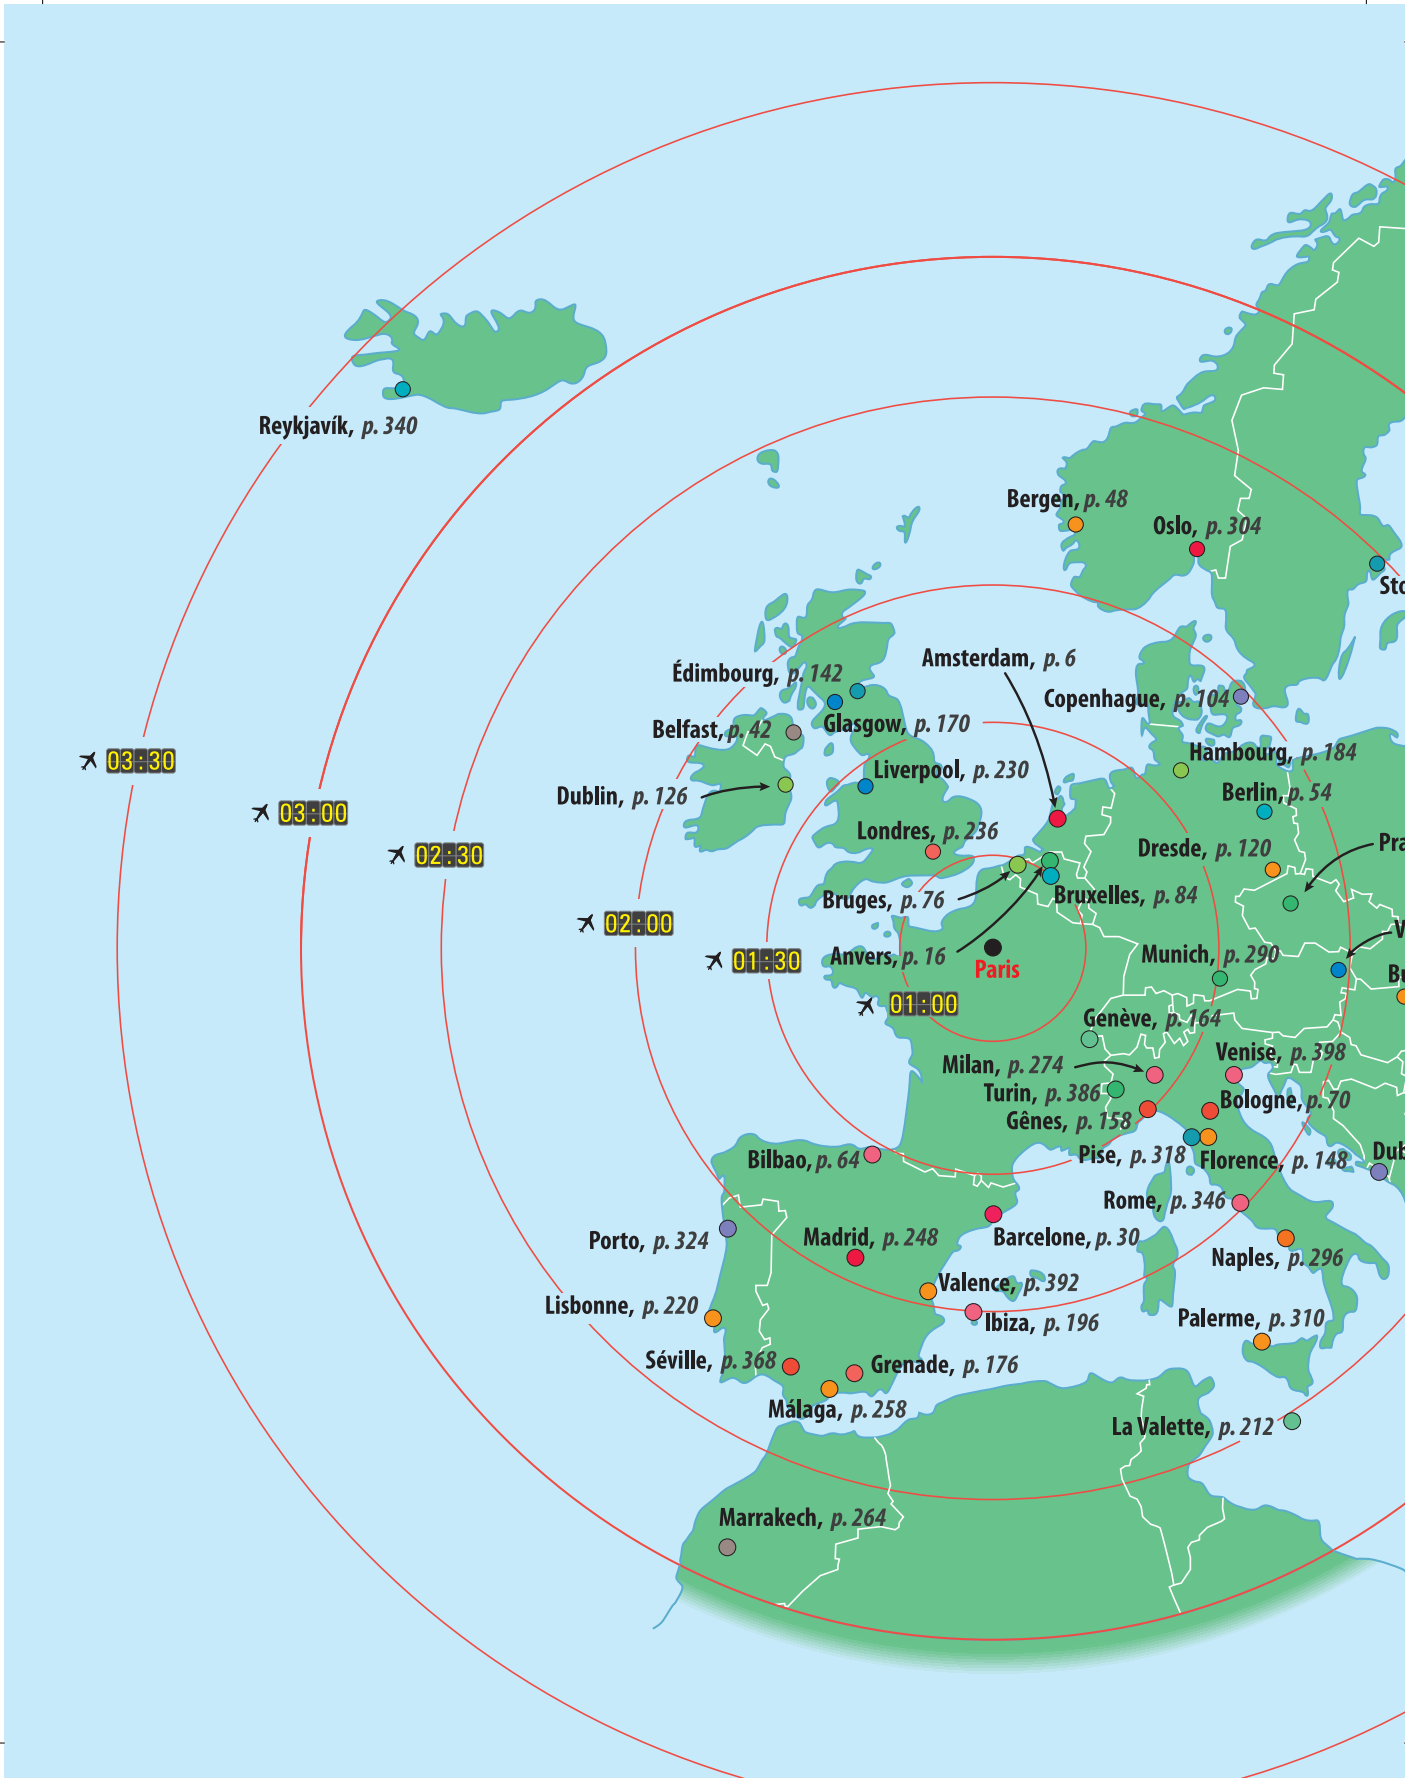 Reykjavík, p. 340
Bergen, p. 48
Oslo, p. 304
Sto
Amsterdam, p. 6
Édimbourg, p. 142
Copenhague, p. 104
Belfast, p. 42
Glasgow, p. 170
Hambourg, p. 184
03:30
Liverpool, p. 230
Dublin, p. 126
Berlin, p. 54
03:00
Londres, p. 236
Dresde, p. 120
Pra
02:30
Bruges, p. 76
Bruxelles, p. 84
02:00
V
01:30
Anvers, p. 16
Paris
Munich, p. 290
Bu
01:00
Genève, p. 164
Milan, p. 274
Venise, p. 398
Turin, p. 386
Bologne, p. 70
Gênes, p. 158
Bilbao, p. 64
Pise, p. 318
Florence, p. 148
Dub
Rome, p. 346
Porto, p. 324
Madrid, p. 248
Barcelone, p. 30
Naples, p. 296
Valence, p. 392
Lisbonne, p. 220
Ibiza, p. 196
Palerme, p. 310
Séville, p. 368
Grenade, p. 176
Málaga, p. 258
La Valette, p. 212
Marrakech, p. 264